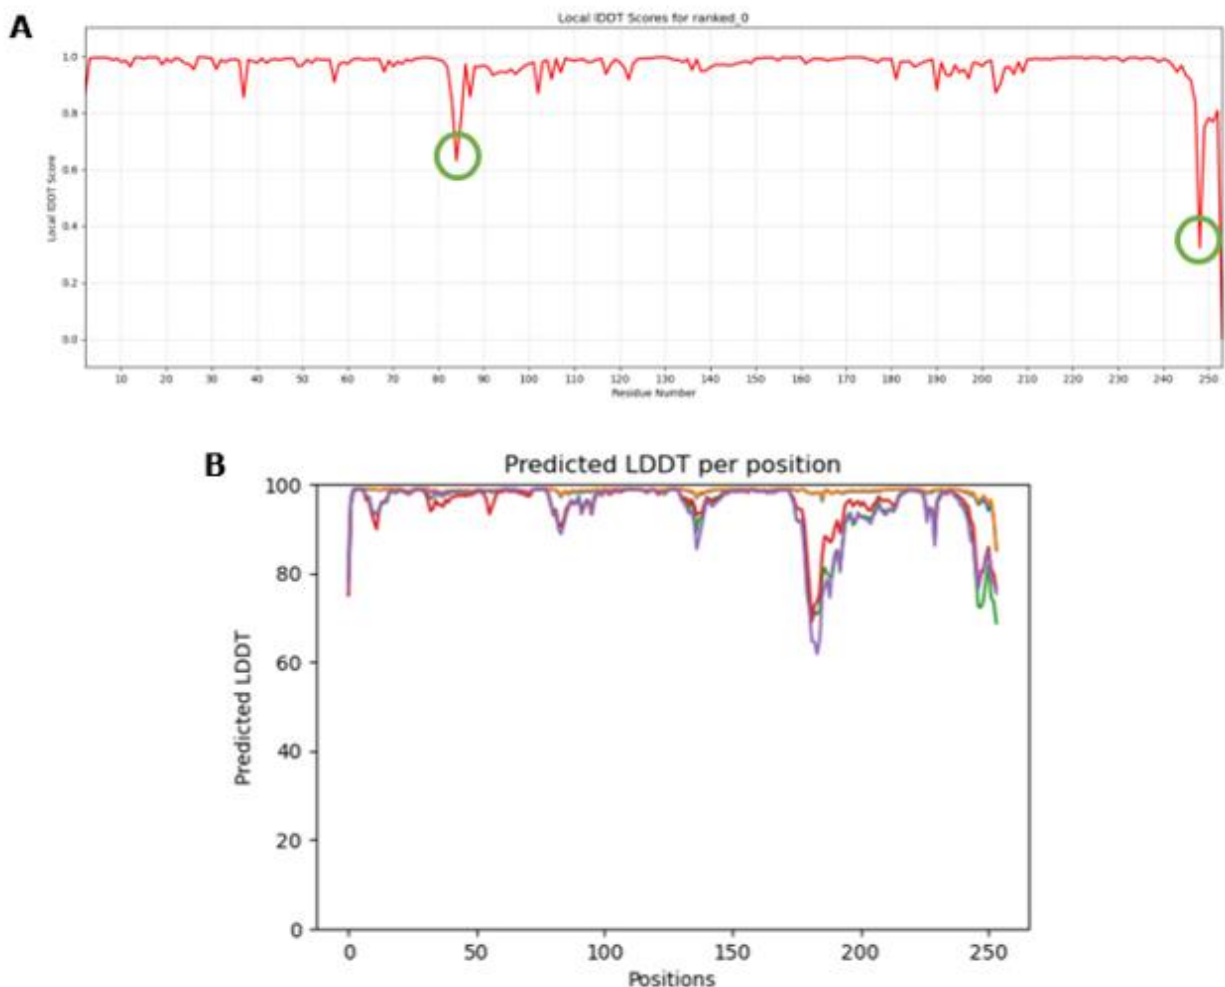 A
Local lDDT Scores for ranked_0
Local lDDT Score
1.0
0.8
0.6
0.4
0.2
0.0
10 20 30 40 50 60 70 80 90 100 110 120 130 140 150 160 170 180 190 200 210 220 230 240 250
Residue Number
B
Predicted LDDT per position
Predicted LDDT
100
80
60
40
20
0
0 50 100 150 200 250
Positions